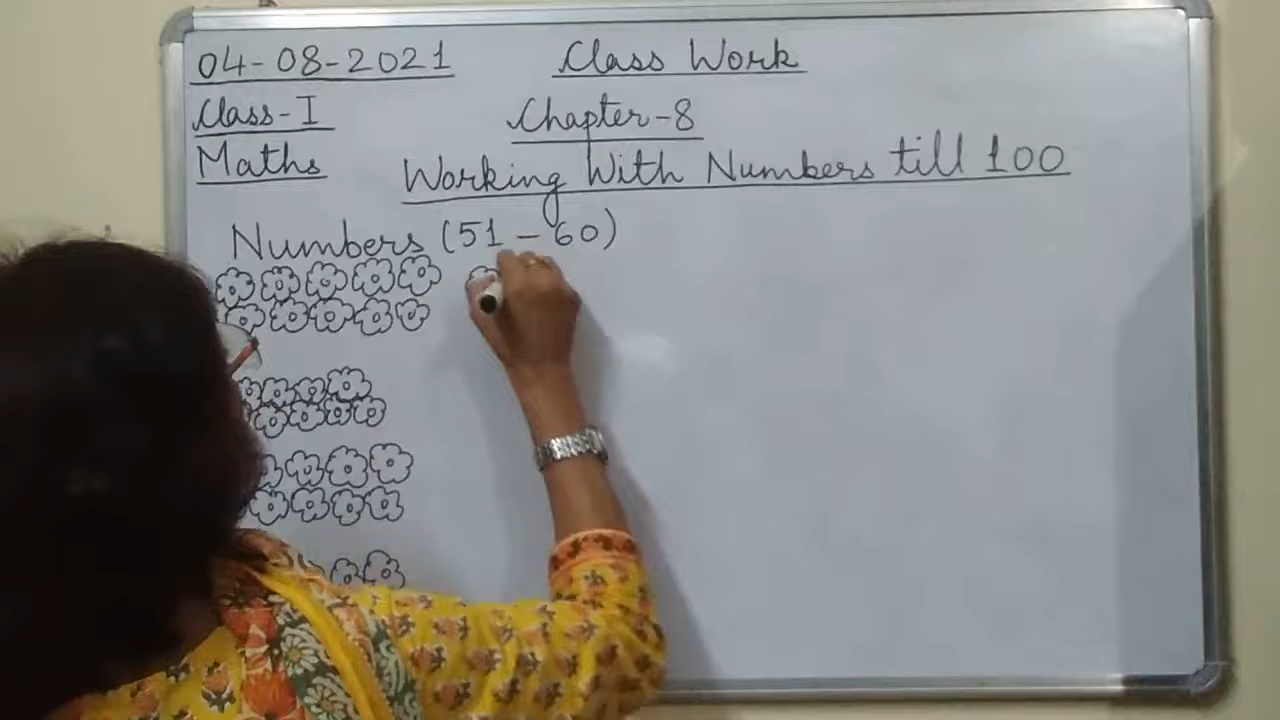 04-08-2021 Class Work
Class-I Chapter-8
Maths Working With Numbers till 100
Numbers (51-60)